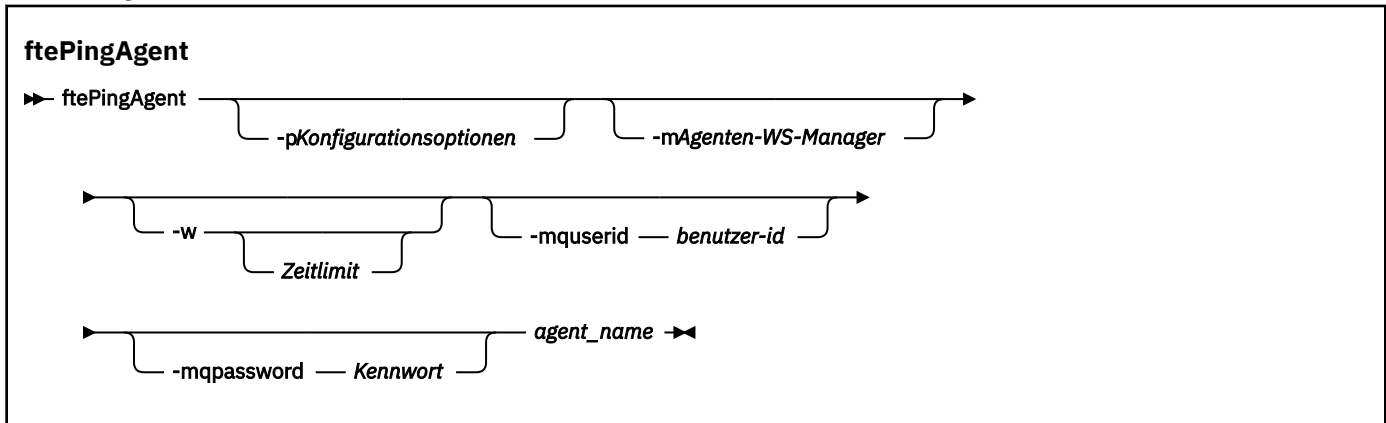 ftePingAgent
ftePingAgent
-pKonfigurationsoptionen
-mAgenten-WS-Manager
-w
Zeitlimit
-mquserid
benutzer-id
-mqpassword
Kennwort
agent_name